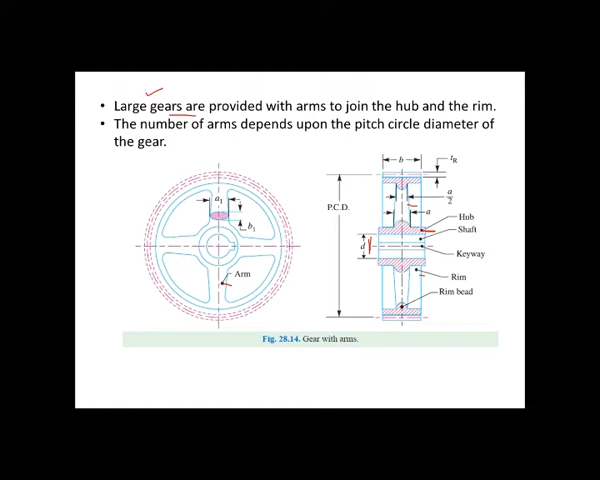 • Large gears are provided with arms to join the hub and the rim.
• The number of arms depends upon the pitch circle diameter of
the gear.
b
tR
a1
a
2
P.C.D.
a
Hub
b1
Shaft
d
Keyway
Arm
Rim
Rim bead
Fig. 28.14. Gear with arms.